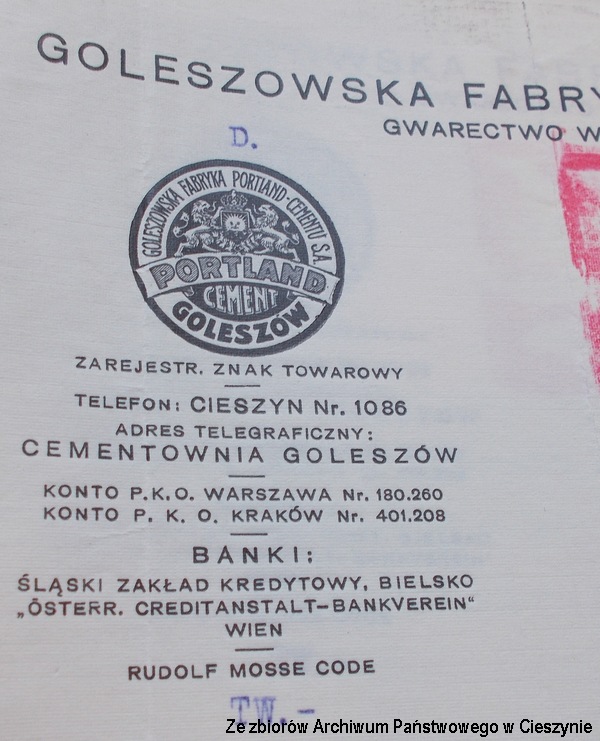 GOLESZOWSKA FABRY
GWARECTWO W
D.
GOLESZOWSKA FABRYKA PORTLAND-CEMENTU S.A.
PORTLAND
CEMENT
GOLESZÓW
ZAREJESTR. ZNAK TOWAROWY
TELEFON: CIESZYN Nr. 1086
ADRES TELEGRAFICZNY:
CEMENTOWNIA GOLESZÓW
KONTO P.K.O. WARSZAWA Nr. 180.260
KONTO P. K. O. KRAKÓW Nr. 401.208
BANKI:
ŚLĄSKI ZAKŁAD KREDYTOWY, BIELSKO
„ÖSTERR. CREDITANSTALT-BANKVEREIN"
WIEN
RUDOLF MOSSE CODE
TW.-
Ze zbiorów Archiwum Państwowego w Cieszynie